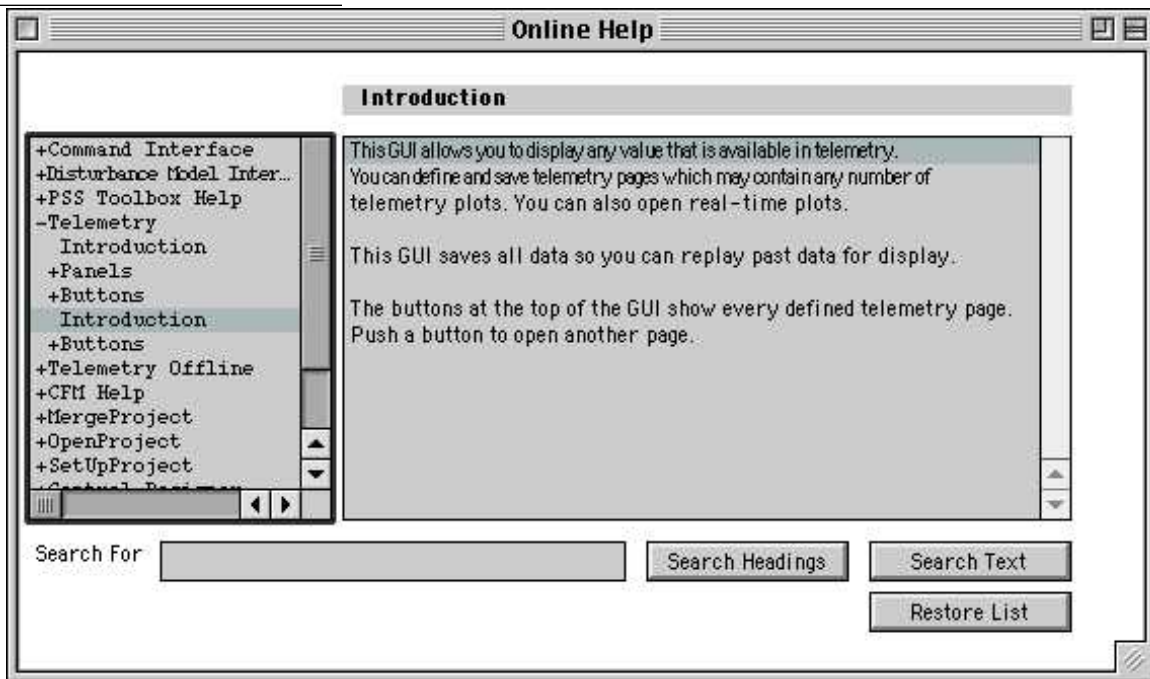 Online Help
Introduction
+Command Interface
+Disturbance Model Inter...
+PSS Toolbox Help
-Telemetry
Introduction
+Panels
+Buttons
Introduction
+Buttons
+Telemetry Offline
+CFM Help
+MergeProject
+OpenProject
+SetUpProject
This GUI allows you to display any value that is available in telemetry.
You can define and save telemetry pages which may contain any number of
telemetry plots. You can also open real-time plots.
This GUI saves all data so you can replay past data for display.
The buttons at the top of the GUI show every defined telemetry page.
Push a button to open another page.
Search For
Search Headings
Search Text
Restore List